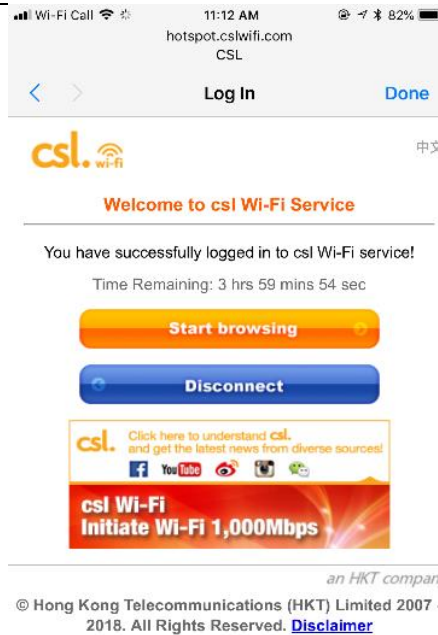 Wi-Fi Call 11:12 AM 82%
hotspot.cslwifi.com
CSL
< > Log In Done
csl. wi-fi
中文
Welcome to csl Wi-Fi Service
You have successfully logged in to csl Wi-Fi service!
Time Remaining: 3 hrs 59 mins 54 sec
Start browsing
Disconnect
csl. Click here to understand csl.
and get the latest news from diverse sources!
f YouTube
csl Wi-Fi
Initiate Wi-Fi 1,000Mbps
an HKT compan
© Hong Kong Telecommunications (HKT) Limited 2007
2018. All Rights Reserved. Disclaimer